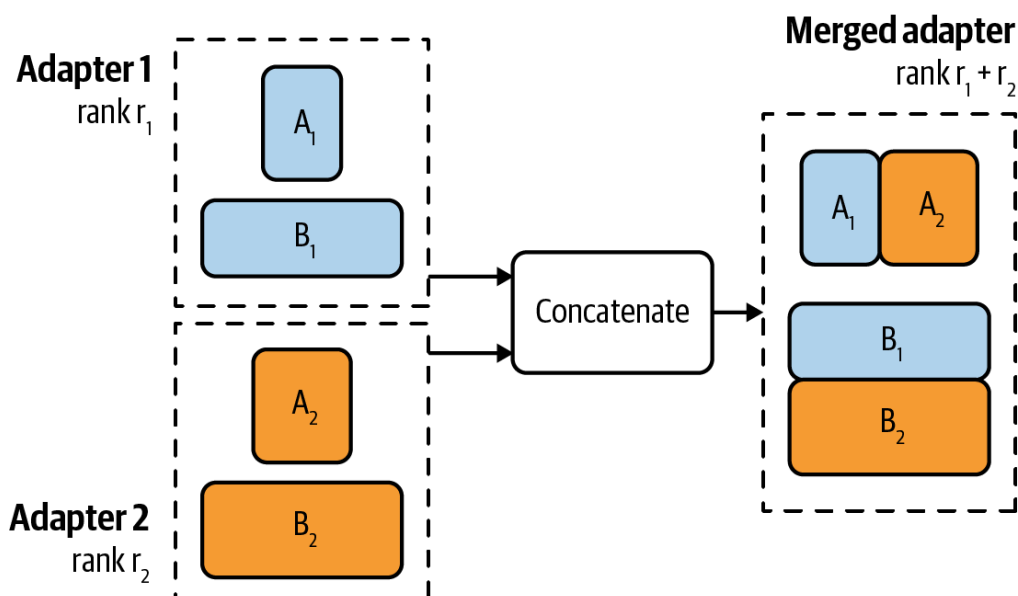 Adapter 1
rank r₁
A₁
B₁
Adapter 2
rank r₂
A₂
B₂
Concatenate
Merged adapter
rank r₁ + r₂
A₁ A₂
B₁
B₂